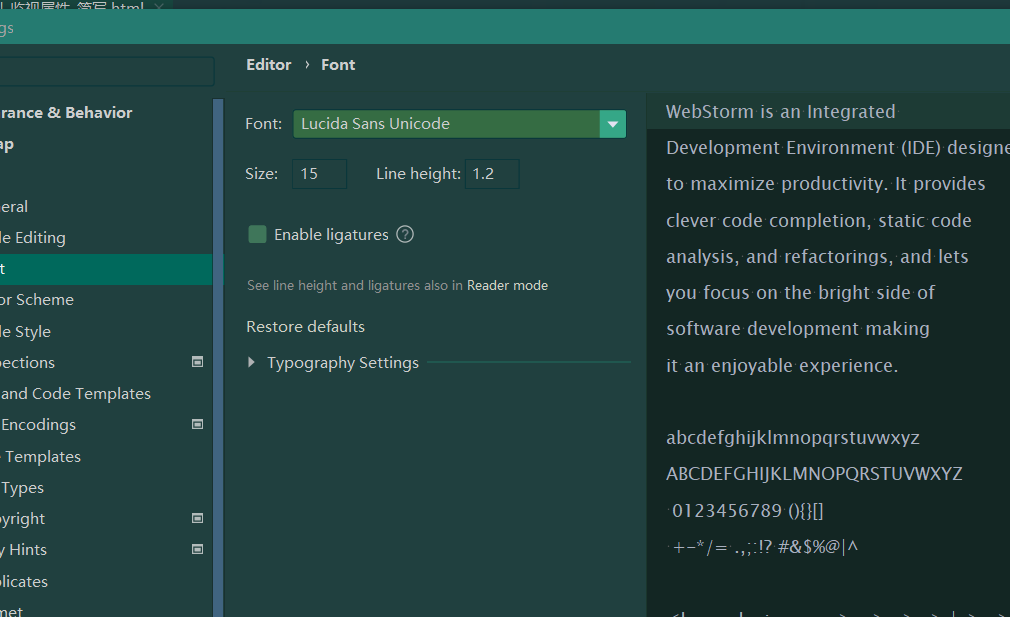 监视属性_简写.html
gs
Editor › Font
rance & Behavior
ap
eral
le Editing
t
or Scheme
le Style
pections
and Code Templates
Encodings
Templates
Types
yright
y Hints
plicates
met
Font: Lucida Sans Unicode
Size: 15 Line height: 1.2
Enable ligatures ?
See line height and ligatures also in Reader mode
Restore defaults
Typography Settings
WebStorm is an Integrated
Development Environment (IDE) designe
to maximize productivity. It provides
clever code completion, static code
analysis, and refactorings, and lets
you focus on the bright side of
software development making
it an enjoyable experience.
abcdefghijklmnopqrstuvwxyz
ABCDEFGHIJKLMNOPQRSTUVWXYZ
0123456789 (){}[]
+-*/= .,;:!? #&$%@|^